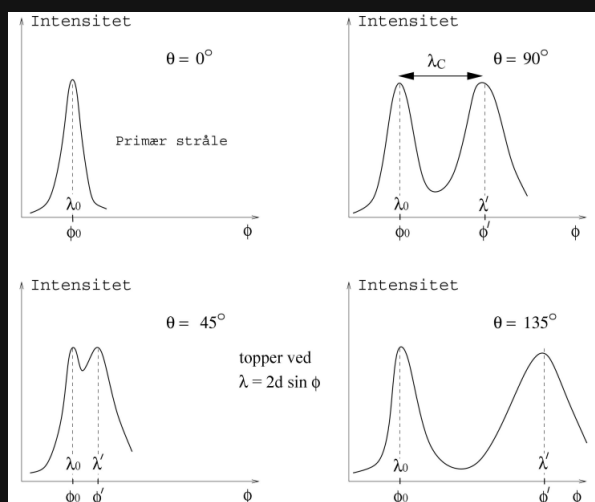 Intensitet
θ = 0°
Primær stråle
λ₀
ϕ₀
ϕ
Intensitet
λ_C
θ = 90°
λ₀
λ′
ϕ₀
ϕ′
ϕ
Intensitet
θ = 45°
topper ved
λ = 2d sin ϕ
λ₀
λ′
ϕ₀
ϕ′
ϕ
Intensitet
θ = 135°
λ₀
λ′
ϕ₀
ϕ′
ϕ